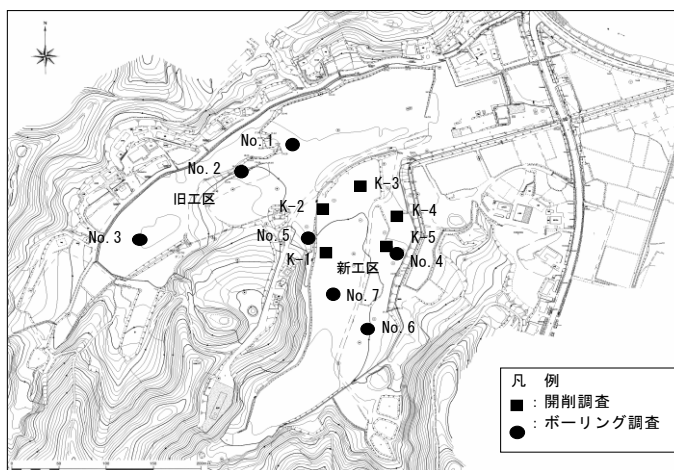 N
No.1
No.2
K-3
旧工区
K-2
K-4
No.3
No.5
K-5
K-1
新工区
No.4
No.7
No.6
凡 例
■ : 開削調査
● : ボーリング調査